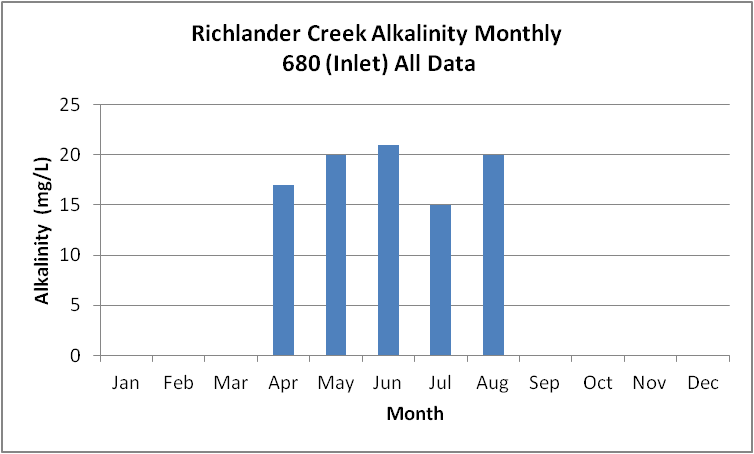 Richlander Creek Alkalinity Monthly
680 (Inlet) All Data
Alkalinity (mg/L)
25
20
15
10
5
0
Jan Feb Mar Apr May Jun Jul Aug Sep Oct Nov Dec
Month